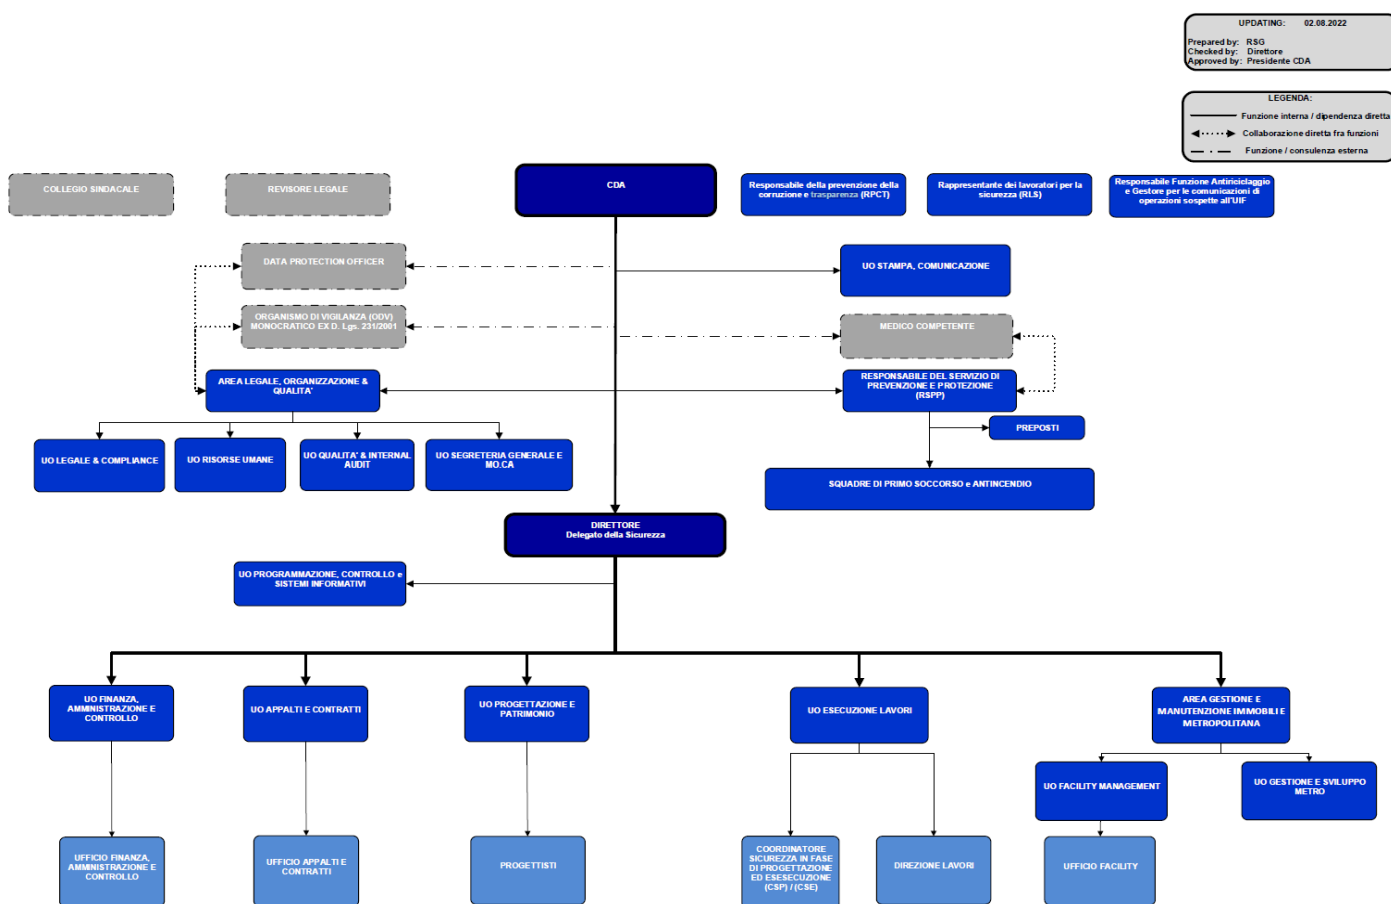 UPDATING: 02.08.2022
Prepared by: RSG
Checked by: Direttore
Approved by: Presidente CDA
LEGENDA:
Funzione interna / dipendenza diretta
Collaborazione diretta fra funzioni
Funzione / consulenza esterna
COLLEGIO SINDACALE
REVISORE LEGALE
CDA
Responsabile della prevenzione della
corruzione e trasparenza (RPCT)
Rappresentante dei lavoratori per la
sicurezza (RLS)
Responsabile Funzione Antiriciclaggio
e Gestore per le comunicazioni di
operazioni sospette all'UIF
DATA PROTECTION OFFICER
UO STAMPA, COMUNICAZIONE
ORGANISMO DI VIGILANZA (ODV)
MONOCRATICO EX D. Lgs. 231/2001
MEDICO COMPETENTE
AREA LEGALE, ORGANIZZAZIONE &
QUALITA'
RESPONSABILE DEL SERVIZIO DI
PREVENZIONE E PROTEZIONE
(RSPP)
PREPOSTI
UO LEGALE & COMPLIANCE
UO RISORSE UMANE
UO QUALITA' & INTERNAL
AUDIT
UO SEGRETERIA GENERALE E
MO.CA
SQUADRE DI PRIMO SOCCORSO e ANTINCENDIO
DIRETTORE
Delegato della Sicurezza
UO PROGRAMMAZIONE, CONTROLLO e
SISTEMI INFORMATIVI
UO FINANZA,
AMMINISTRAZIONE E
CONTROLLO
UO APPALTI E CONTRATTI
UO PROGETTAZIONE E
PATRIMONIO
UO ESECUZIONE LAVORI
AREA GESTIONE E
MANUTENZIONE IMMOBILI E
METROPOLITANA
UO FACILITY MANAGEMENT
UO GESTIONE E SVILUPPO
METRO
UFFICIO FINANZA,
AMMINISTRAZIONE E
CONTROLLO
UFFICIO APPALTI E
CONTRATTI
PROGETTISTI
COORDINATORE
SICUREZZA IN FASE
DI PROGETTAZIONE
ED ESESECUZIONE
(CSP) / (CSE)
DIREZIONE LAVORI
UFFICIO FACILITY